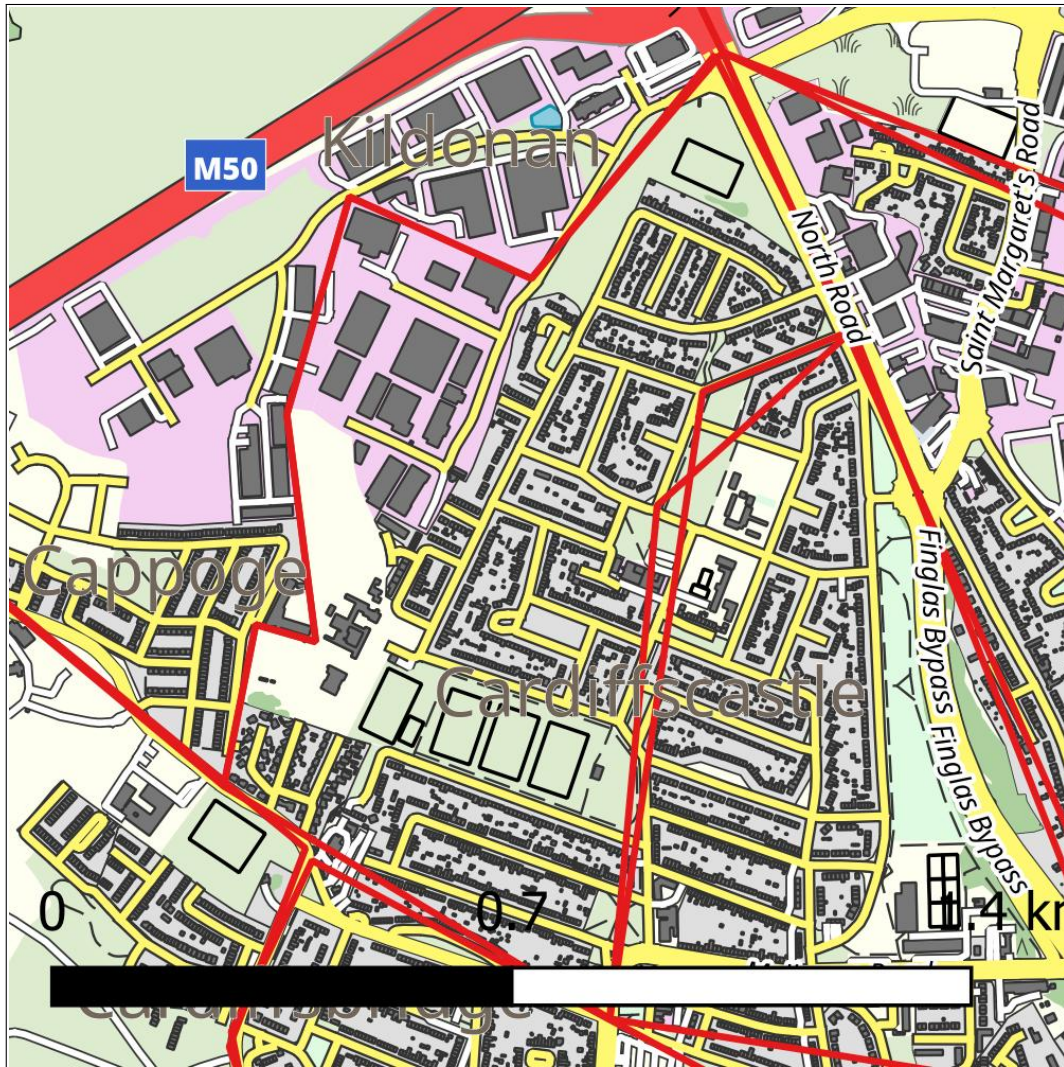 Kildonan
M50
North Road
Saint Margaret's Road
Cappoge
Finglas Bypass
Finglas Bypass
Cardiffscastle
0
0.7
1.4 km
Cardiffsbridge